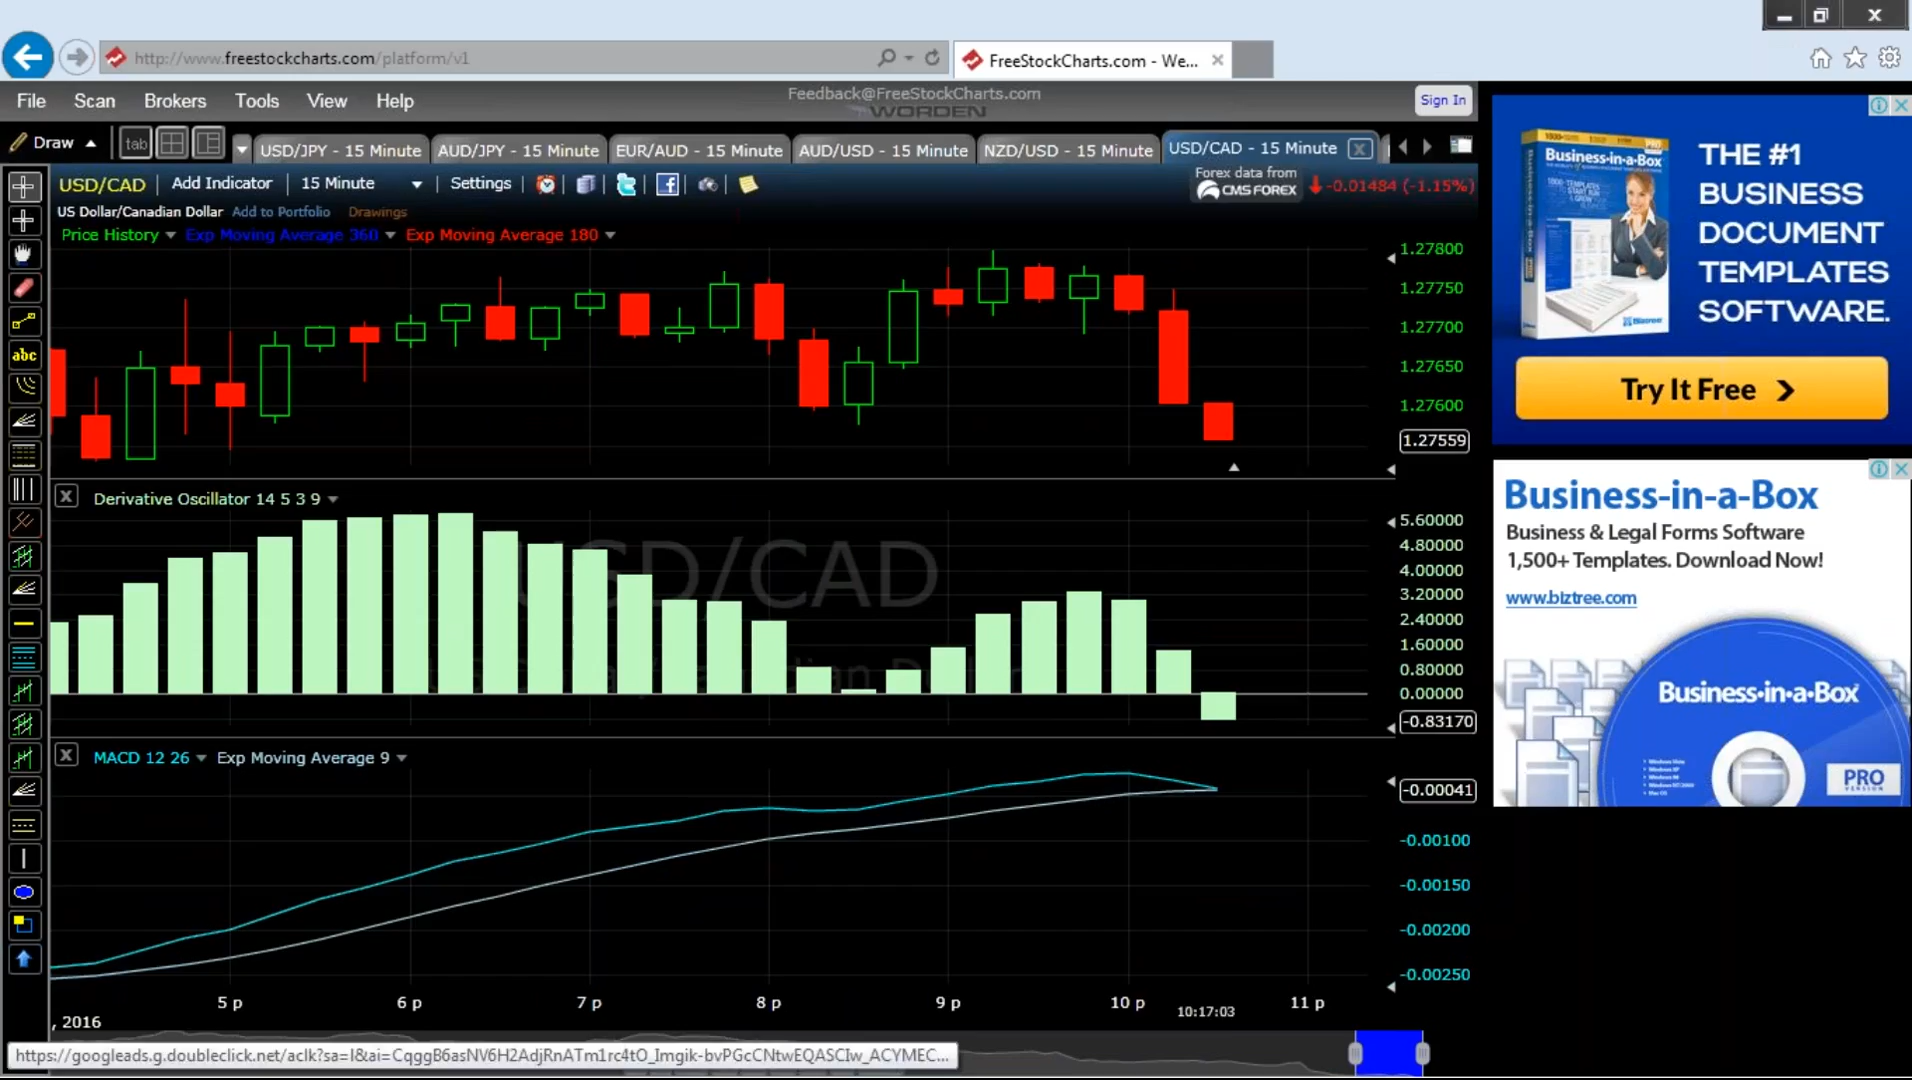 http://www.freestockcharts.com/platform/v1
FreeStockCharts.com - We...
File Scan Brokers Tools View Help
Feedback@FreeStockCharts.com
WORDEN
Sign In
Draw
tab
USD/JPY - 15 Minute
AUD/JPY - 15 Minute
EUR/AUD - 15 Minute
AUD/USD - 15 Minute
NZD/USD - 15 Minute
USD/CAD - 15 Minute
USD/CAD Add Indicator 15 Minute Settings
Forex data from
CMS FOREX
-0.01484 (-1.15%)
US Dollar/Canadian Dollar Add to Portfolio Drawings
Price History Exp Moving Average 360 Exp Moving Average 180
abc
1.27800
1.27750
1.27700
1.27650
1.27600
1.27559
Derivative Oscillator 14 5 3 9
USD/CAD
5.60000
4.80000
4.00000
3.20000
2.40000
1.60000
0.80000
0.00000
-0.83170
MACD 12 26 Exp Moving Average 9
-0.00041
-0.00100
-0.00150
-0.00200
-0.00250
5 p 6 p 7 p 8 p 9 p 10 p 11 p
10:17:03
, 2016
https://googleads.g.doubleclick.net/aclk?sa=l&ai=CqggB6asNV6H2AdjRnATm1rc4tO_Imgik-bvPGcCNtwEQASCIw_ACYMEC...
Business-in-a-Box
THE #1
BUSINESS
DOCUMENT
TEMPLATES
SOFTWARE.
Try It Free
Business-in-a-Box
Business & Legal Forms Software
1,500+ Templates. Download Now!
www.biztree.com
Business-in-a-Box
PRO
VERSION